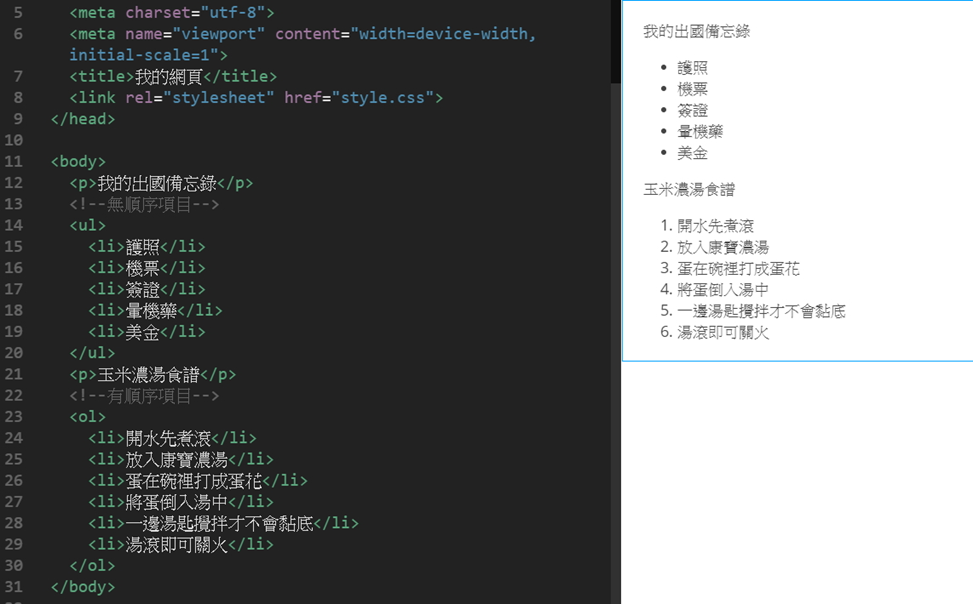 5 <meta charset="utf-8">
6 <meta name="viewport" content="width=device-width,
initial-scale=1">
7 <title>我的網頁</title>
8 <link rel="stylesheet" href="style.css">
9 </head>
10
11 <body>
12 <p>我的出國備忘錄</p>
13 <!--無順序項目-->
14 <ul>
15 <li>護照</li>
16 <li>機票</li>
17 <li>簽證</li>
18 <li>暈機藥</li>
19 <li>美金</li>
20 </ul>
21 <p>玉米濃湯食譜</p>
22 <!--有順序項目-->
23 <ol>
24 <li>開水先煮滾</li>
25 <li>放入康寶濃湯</li>
26 <li>蛋在碗裡打成蛋花</li>
27 <li>將蛋倒入湯中</li>
28 <li>一邊湯匙攪拌才不會黏底</li>
29 <li>湯滾即可關火</li>
30 </ol>
31 </body>
我的出國備忘錄
• 護照
• 機票
• 簽證
• 暈機藥
• 美金
玉米濃湯食譜
1. 開水先煮滾
2. 放入康寶濃湯
3. 蛋在碗裡打成蛋花
4. 將蛋倒入湯中
5. 一邊湯匙攪拌才不會黏底
6. 湯滾即可關火